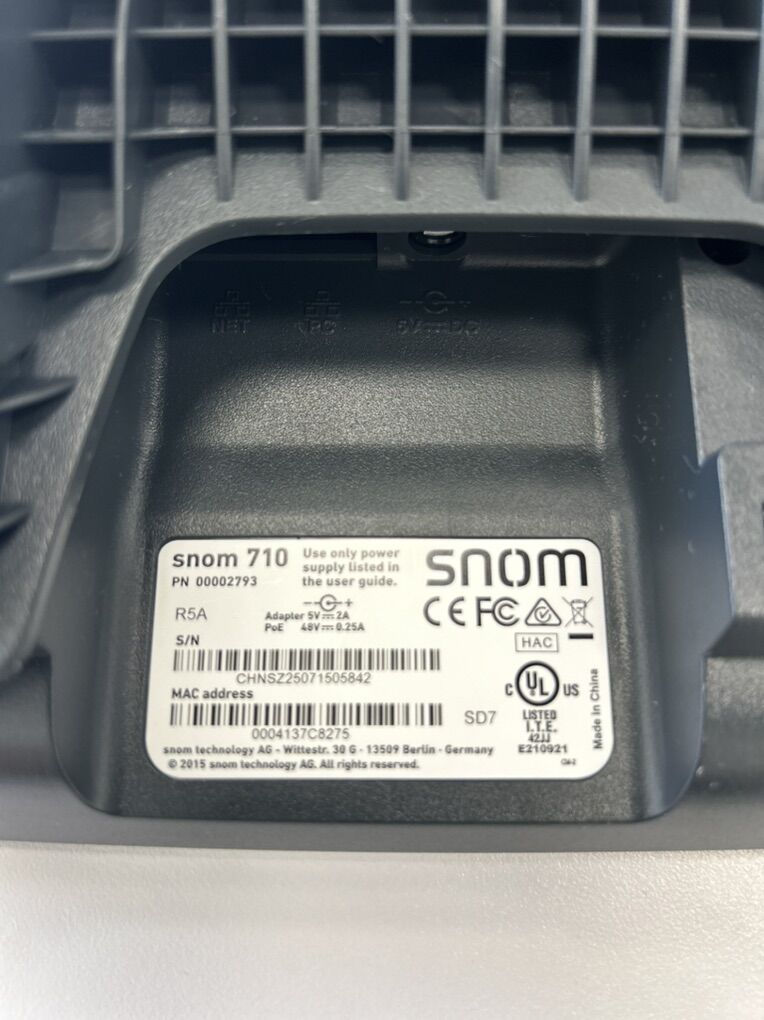 NET
PC
5V DC
snom 710
PN 00002793
Use only power
supply listed in
the user guide.
snom
R5A
Adapter 5V 2A
PoE 48V 0.25A
HAC
S/N
CHNSZ25071505842
MAC address
0004137C8275
SD7
C UL US
LISTED
I.T.E.
42JJ
E210921
Made in China
snom technology AG - Wittestr. 30 G - 13509 Berlin - Germany
© 2015 snom technology AG. All rights reserved.